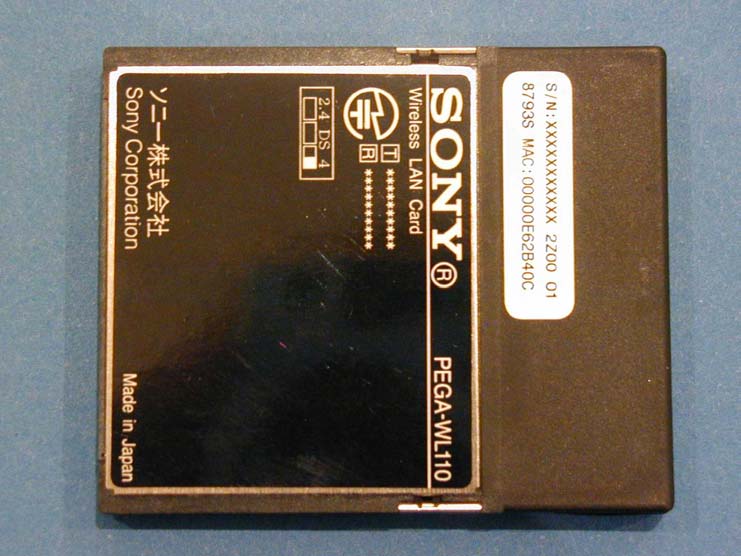 S/N:XXXXXXXXXXX 2Z00 01
8793S MAC:00000E62B40C
SONY® PEGA-WL110
Wireless LAN Card
T ***********
R ***********
2.4 DS 4
ソニー株式会社
Sony Corporation
Made in Japan